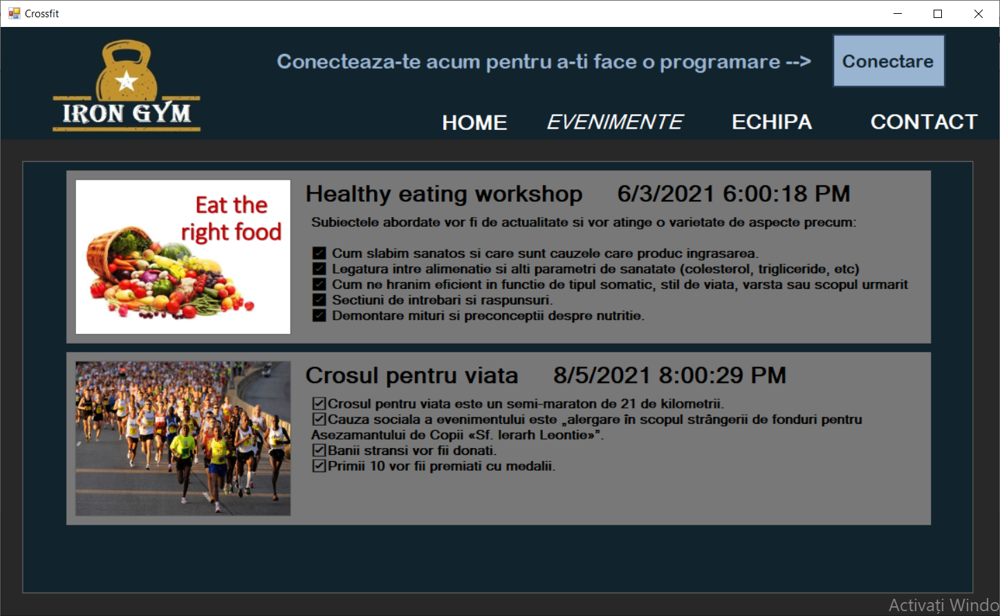 Crossfit
IRON GYM
Conecteaza-te acum pentru a-ti face o programare -->
Conectare
HOME
EVENIMENTE
ECHIPA
CONTACT
Eat the
right food
Healthy eating workshop 6/3/2021 6:00:18 PM
Subiectele abordate vor fi de actualitate si vor atinge o varietate de aspecte precum:
Cum slabim sanatos si care sunt cauzele care produc ingrasarea.
Legatura intre alimenatie si alti parametri de sanatate (colesterol, trigliceride, etc)
Cum ne hranim eficient in functie de tipul somatic, stil de viata, varsta sau scopul urmarit
Sectiuni de intrebari si raspunsuri.
Demontare mituri si preconceptii despre nutritie.
Crosul pentru viata 8/5/2021 8:00:29 PM
Crosul pentru viata este un semi-maraton de 21 de kilometrii.
Cauza sociala a evenimentului este „alergare în scopul strângerii de fonduri pentru
Asezamantului de Copii «Sf. Ierarh Leontie»”.
Banii stransi vor fii donati.
Primii 10 vor fii premiati cu medalii.
Activați Windo